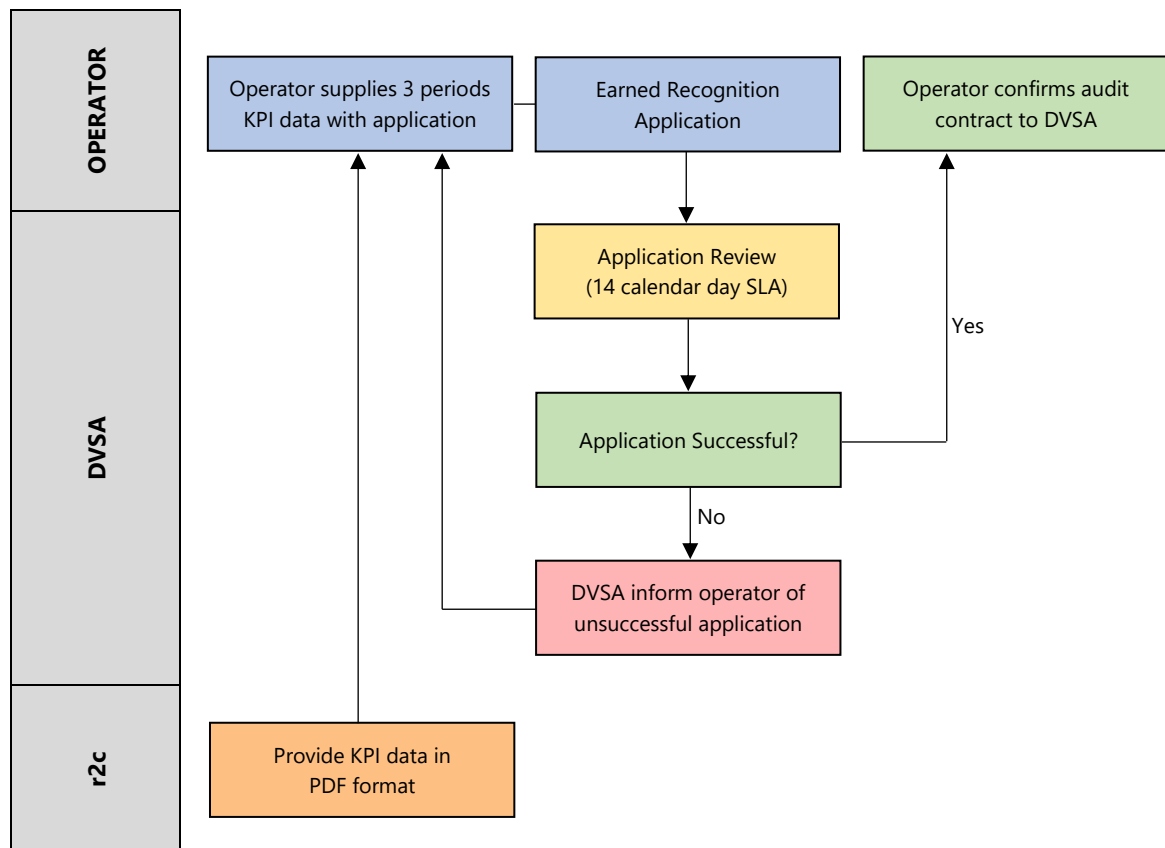 OPERATOR
Operator supplies 3 periods
KPI data with application
Earned Recognition
Application
Operator confirms audit
contract to DVSA
DVSA
Application Review
(14 calendar day SLA)
Yes
Application Successful?
No
DVSA inform operator of
unsuccessful application
r2c
Provide KPI data in
PDF format